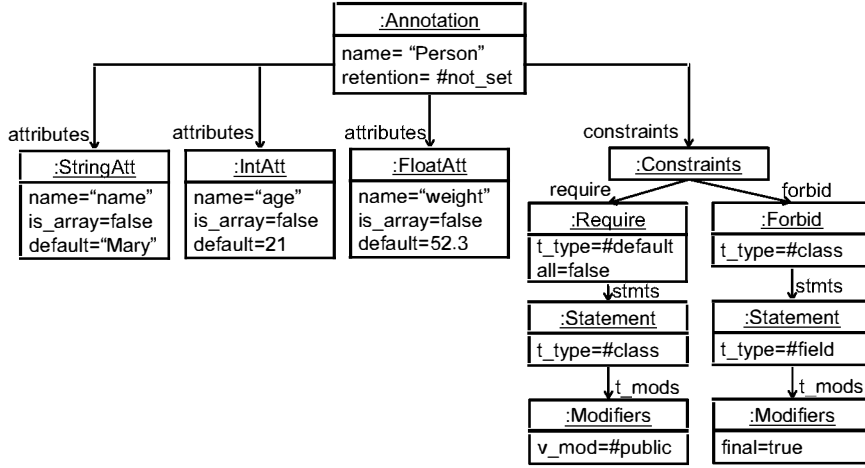 :Annotation
name= “Person”
retention= #not_set
attributes
attributes
attributes
constraints
:StringAtt
name=“name”
is_array=false
default=“Mary”
:IntAtt
name=“age”
is_array=false
default=21
:FloatAtt
name=“weight”
is_array=false
default=52.3
:Constraints
require
forbid
:Require
t_type=#default
all=false
:Forbid
t_type=#class
stmts
stmts
:Statement
t_type=#class
:Statement
t_type=#field
t_mods
t_mods
:Modifiers
v_mod=#public
:Modifiers
final=true